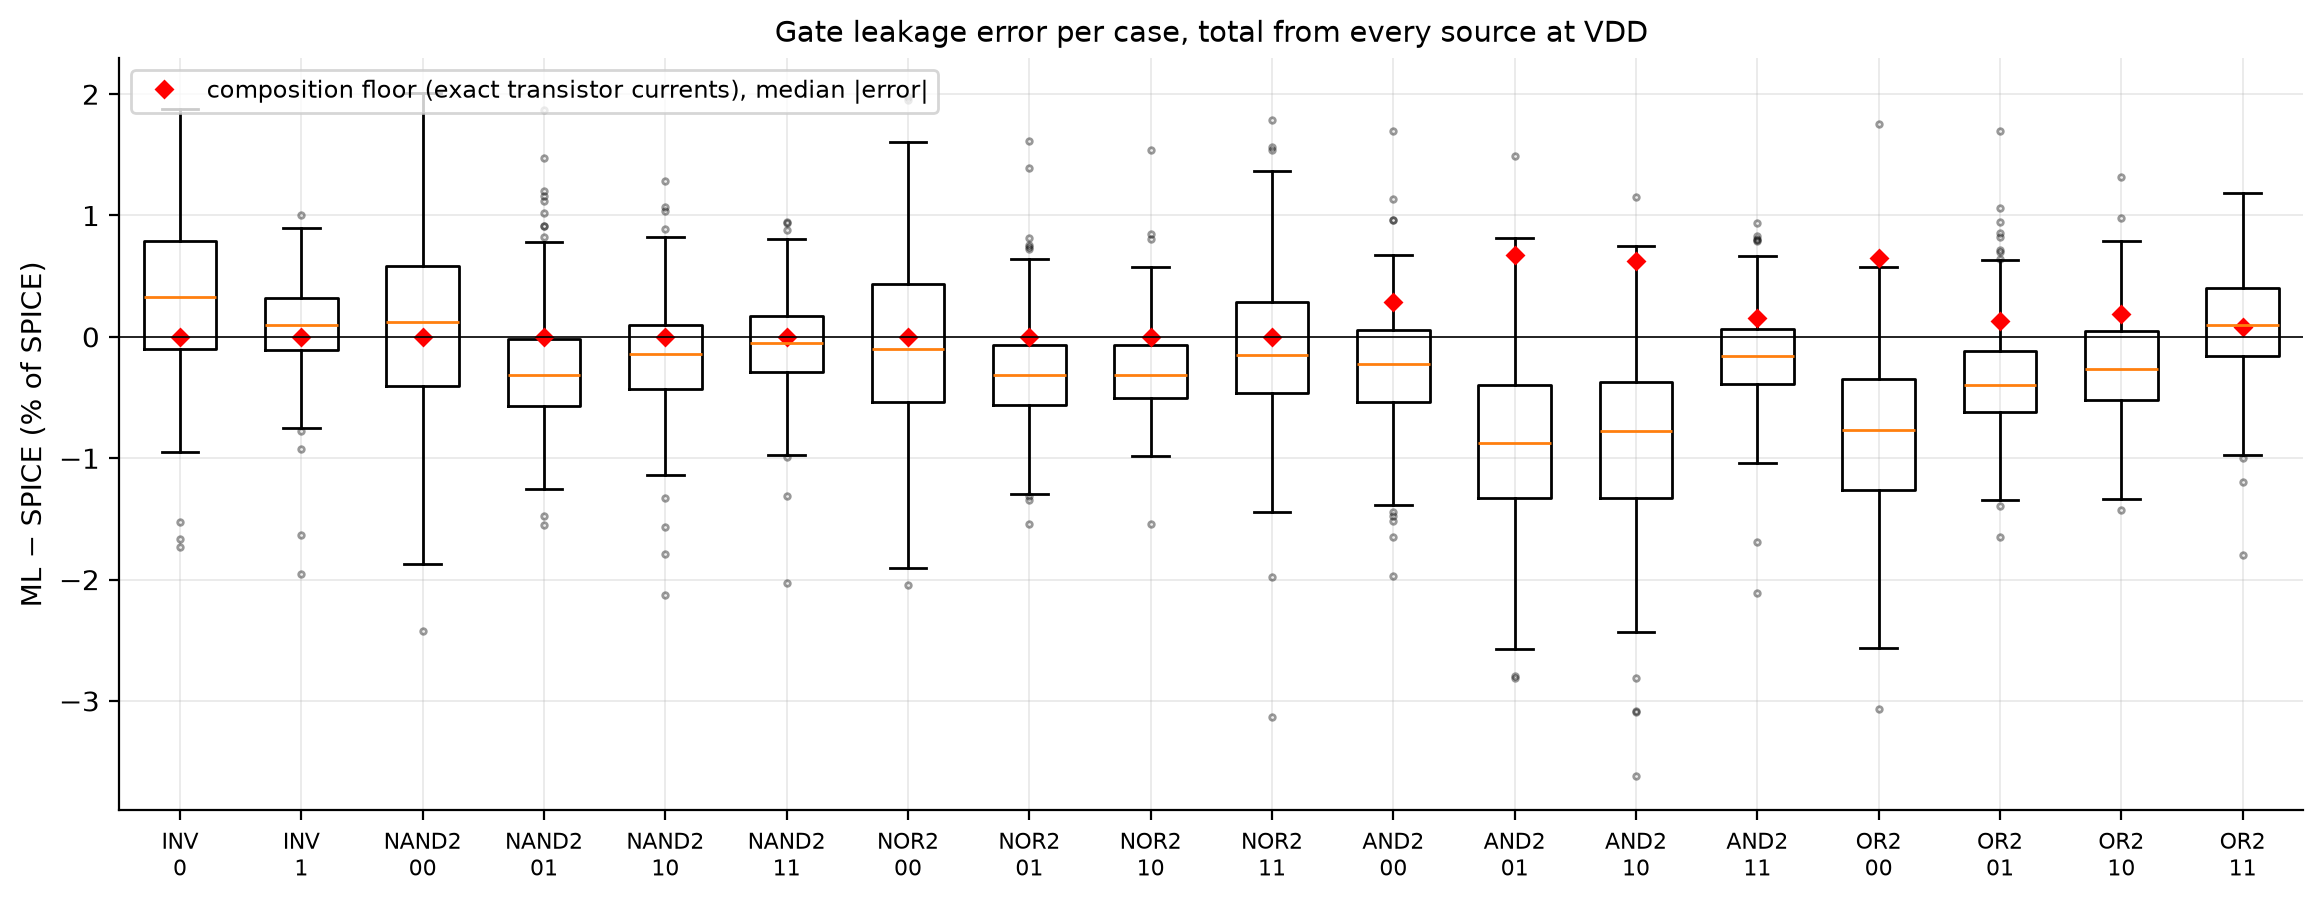 Gate leakage error per case, total from every source at VDD
composition floor (exact transistor currents), median |error|
ML − SPICE (% of SPICE)
2
1
0
−1
−2
−3
INV NAND2 NAND2 NAND2 NAND2 NOR2 NOR2 NOR2 NOR2 AND2 AND2 AND2 AND2 OR2 OR2 OR2 OR2
0 1 00 01 10 11 00 01 10 11 00 01 10 11 00 01 10 11